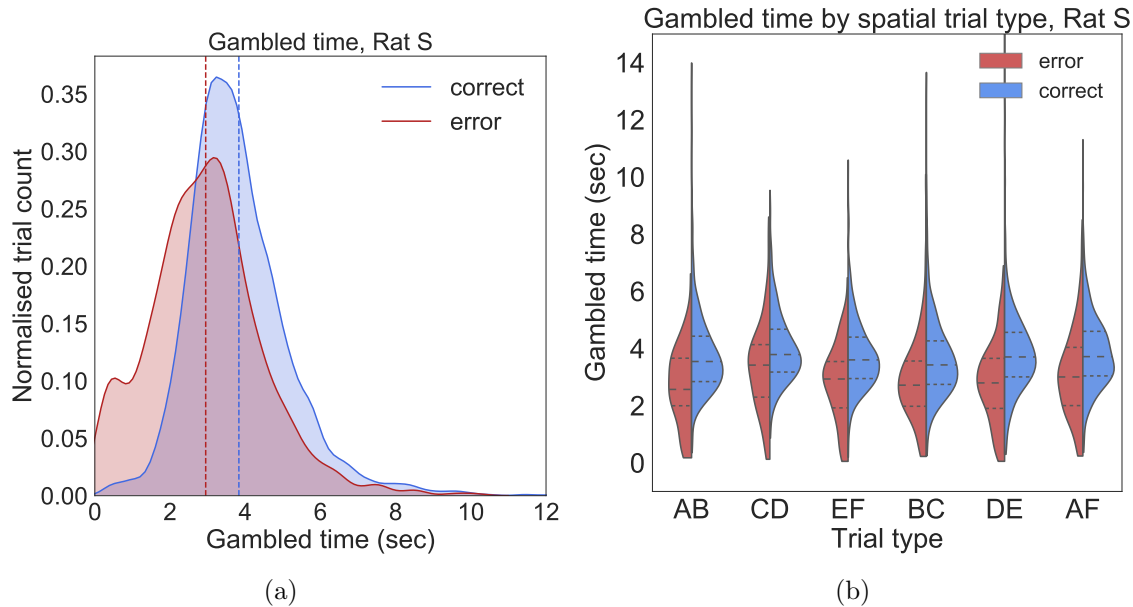 Gambled time, Rat S
correct
error
Normalised trial count
0.35
0.30
0.25
0.20
0.15
0.10
0.05
0.00
0 2 4 6 8 10 12
Gambled time (sec)
(a)
Gambled time by spatial trial type, Rat S
error
correct
Gambled time (sec)
14
12
10
8
6
4
2
0
AB CD EF BC DE AF
Trial type
(b)